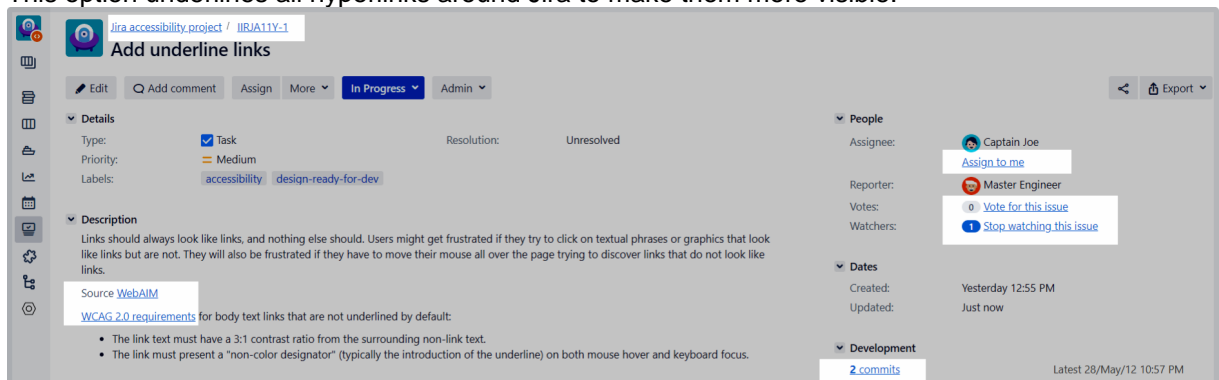 This option underlines all hyperlinks around Jira to make them more visible.
Jira accessibility project / IIRJA11Y-1
Add underline links
Edit Add comment Assign More In Progress Admin Export
Details
Type: Task Resolution: Unresolved
Priority: Medium
Labels: accessibility design-ready-for-dev
Description
Links should always look like links, and nothing else should. Users might get frustrated if they try to click on textual phrases or graphics that look
like links but are not. They will also be frustrated if they have to move their mouse all over the page trying to discover links that do not look like
links.
Source WebAIM
WCAG 2.0 requirements for body text links that are not underlined by default:
• The link text must have a 3:1 contrast ratio from the surrounding non-link text.
• The link must present a "non-color designator" (typically the introduction of the underline) on both mouse hover and keyboard focus.
People
Assignee: Captain Joe
Assign to me
Reporter: Master Engineer
Votes: 0 Vote for this issue
Watchers: 1 Stop watching this issue
Dates
Created: Yesterday 12:55 PM
Updated: Just now
Development
2 commits Latest 28/May/12 10:57 PM